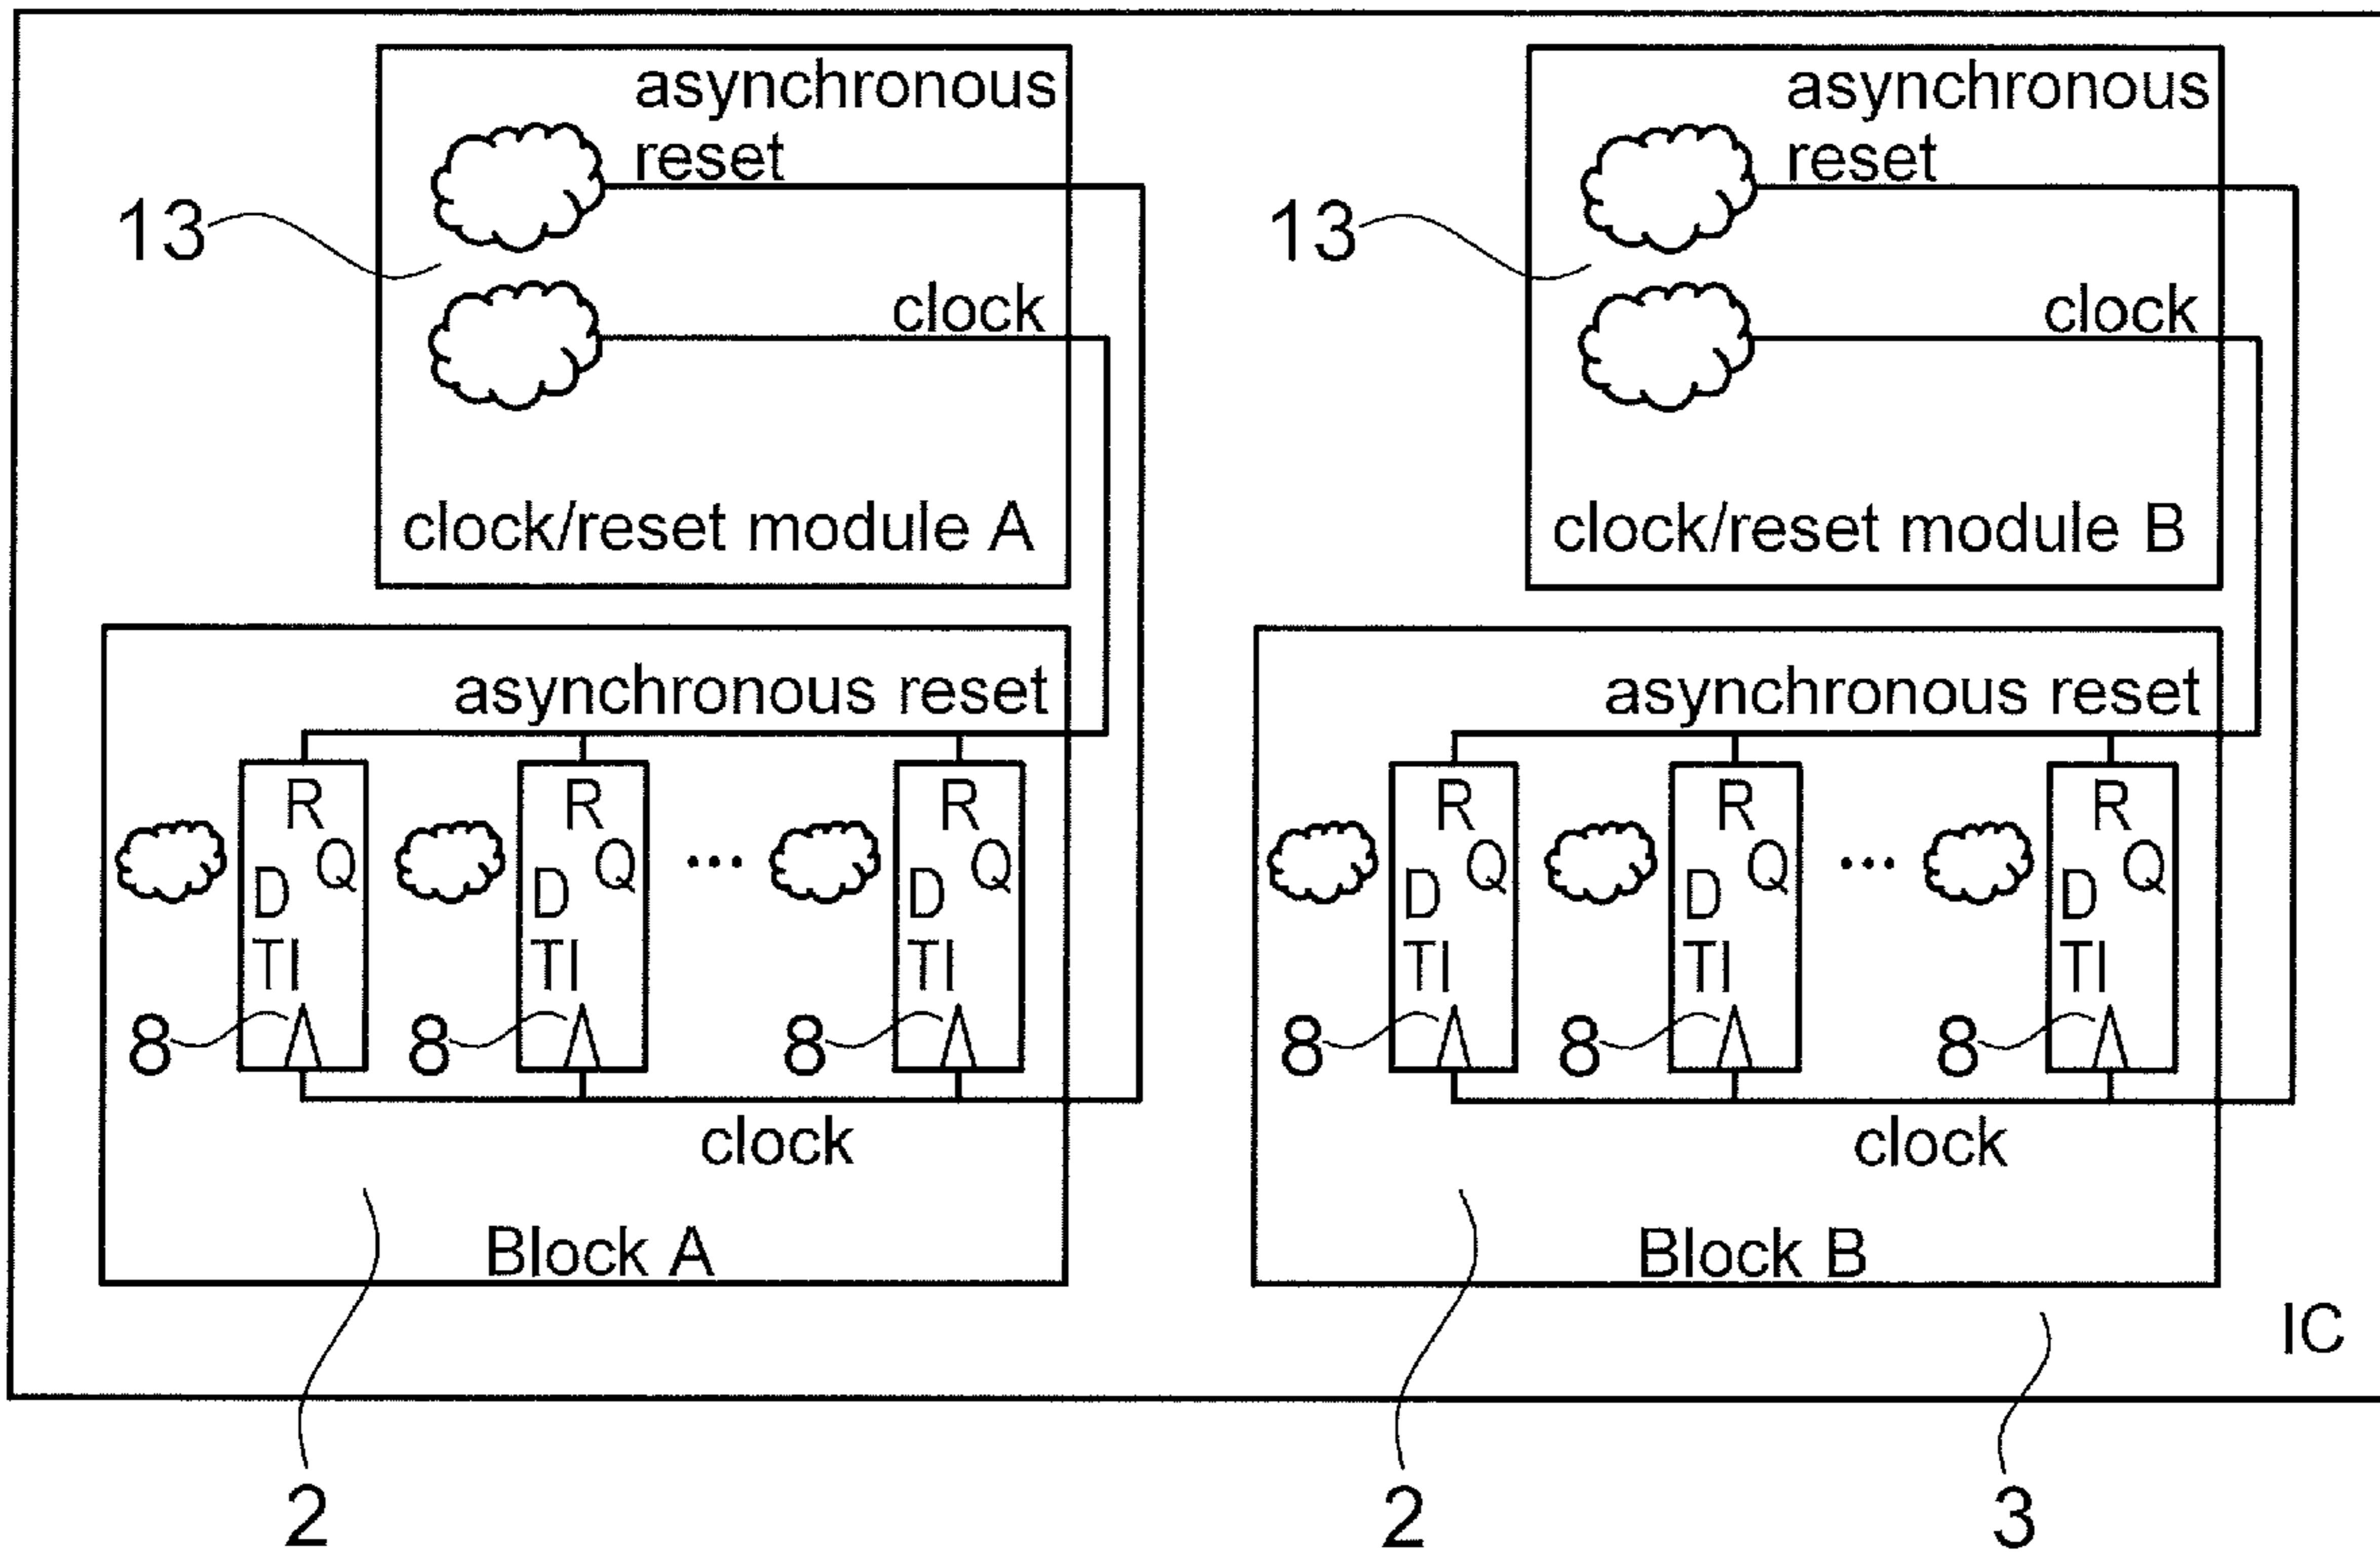 asynchronous
reset
13
clock
clock/reset module A
asynchronous
reset
13
clock
clock/reset module B
asynchronous reset
R
Q
D
TI
8
R
Q
D
TI
8
...
R
Q
D
TI
8
clock
Block A
asynchronous reset
R
Q
D
TI
8
R
Q
D
TI
8
...
R
Q
D
TI
8
clock
Block B
IC
2
2
3